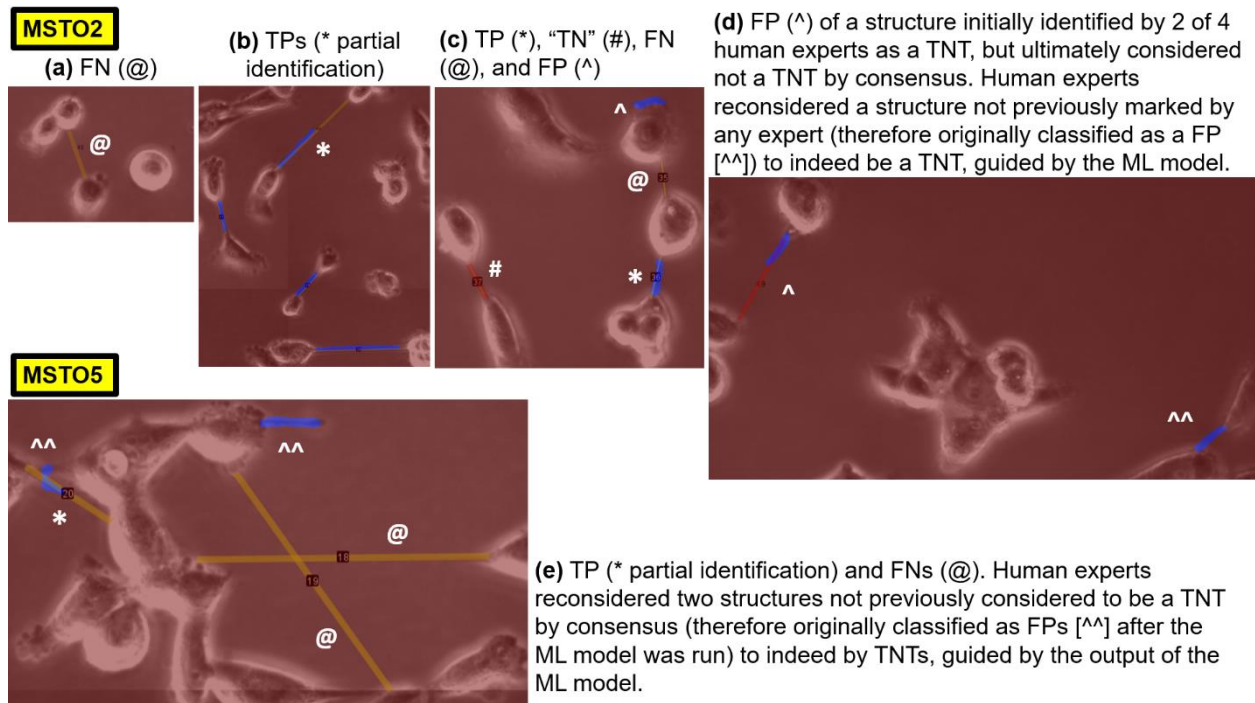 MSTO2
(a) FN (@)
(b) TPs (* partial
identification)
(c) TP (*), “TN” (#), FN
(@), and FP (^)
(d) FP (^) of a structure initially identified by 2 of 4
human experts as a TNT, but ultimately considered
not a TNT by consensus. Human experts
reconsidered a structure not previously marked by
any expert (therefore originally classified as a FP
[^^]) to indeed be a TNT, guided by the ML model.
@
*
^
@
35
#
37
*
36
^
^^
MSTO5
^^
^^
20
*
@
18
19
@
(e) TP (* partial identification) and FNs (@). Human experts
reconsidered two structures not previously considered to be a TNT
by consensus (therefore originally classified as FPs [^^] after the
ML model was run) to indeed by TNTs, guided by the output of the
ML model.